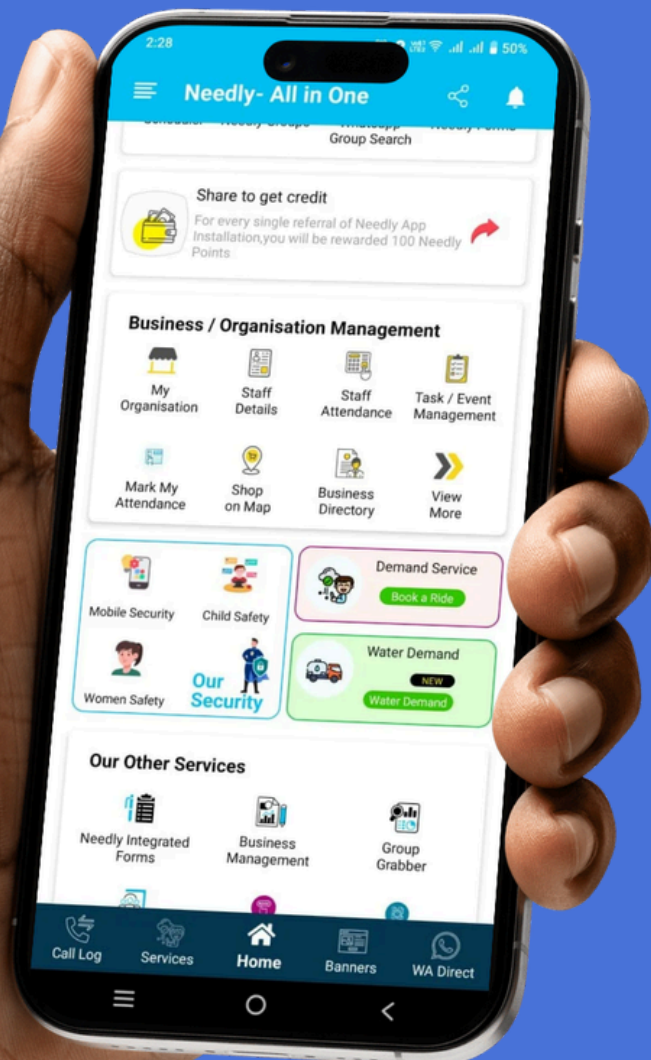 2:28
50%
Needly- All in One
Group Search
Share to get credit
For every single referral of Needly App
Installation,you will be rewarded 100 Needly
Points
Business / Organisation Management
My
Organisation
Staff
Details
Staff
Attendance
Task / Event
Management
Mark My
Attendance
Shop
on Map
Business
Directory
View
More
Mobile Security
Child Safety
Women Safety
Our
Security
Demand Service
Book a Ride
Water Demand
NEW
Water Demand
Our Other Services
Needly Integrated
Forms
Business
Management
Group
Grabber
Call Log
Services
Home
Banners
WA Direct